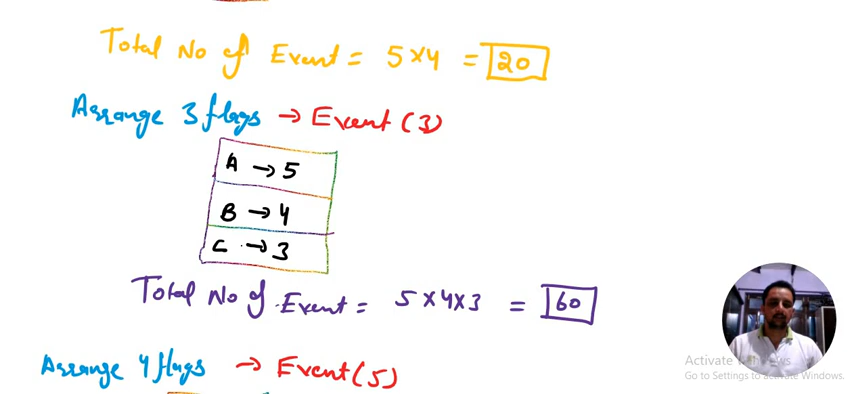 Total No of Event = 5 × 4 = 20
Arrange 3 flags → Event (3)
A → 5
B → 4
C → 3
Total No of Event = 5 × 4 × 3 = 60
Arrange 4 flags → Event (5)
Activate Windows
Go to Settings to activate Windows.